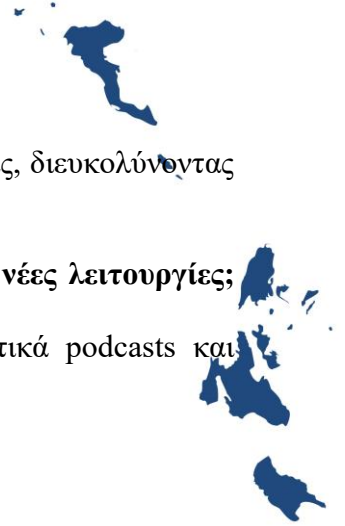 ς, διευκολύνοντας
νέες λειτουργίες;
τικά podcasts και